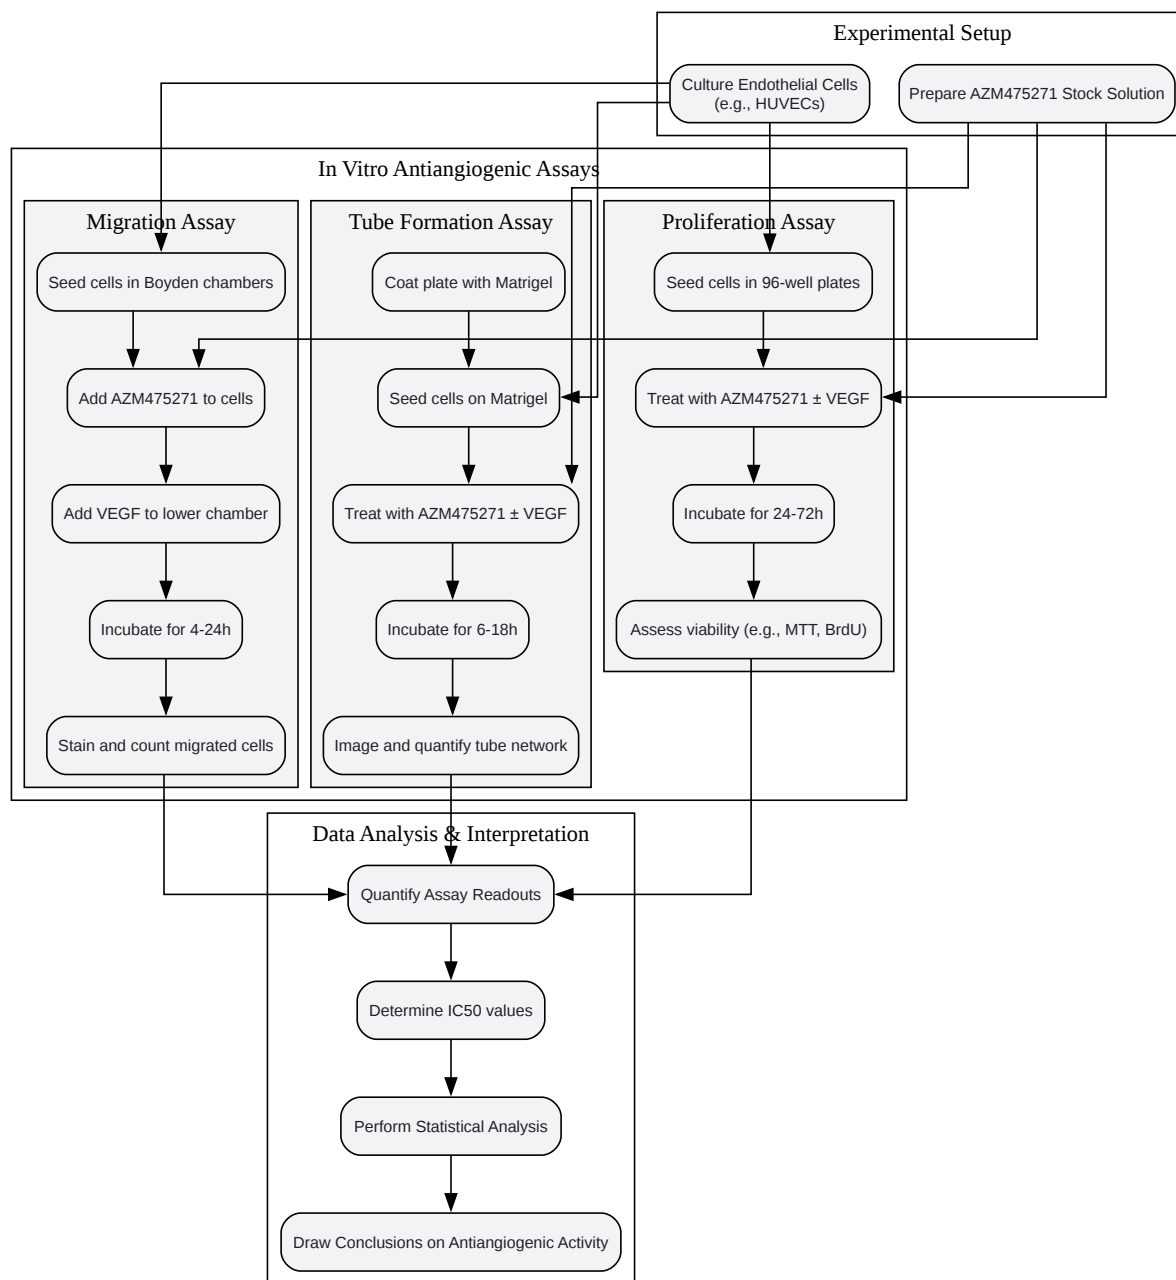 Experimental Setup
Culture Endothelial Cells
(e.g., HUVECs)
Prepare AZM475271 Stock Solution
In Vitro Antiangiogenic Assays
Migration Assay
Seed cells in Boyden chambers
Add AZM475271 to cells
Add VEGF to lower chamber
Incubate for 4-24h
Stain and count migrated cells
Tube Formation Assay
Coat plate with Matrigel
Seed cells on Matrigel
Treat with AZM475271 ± VEGF
Incubate for 6-18h
Image and quantify tube network
Proliferation Assay
Seed cells in 96-well plates
Treat with AZM475271 ± VEGF
Incubate for 24-72h
Assess viability (e.g., MTT, BrdU)
Data Analysis & Interpretation
Quantify Assay Readouts
Determine IC50 values
Perform Statistical Analysis
Draw Conclusions on Antiangiogenic Activity